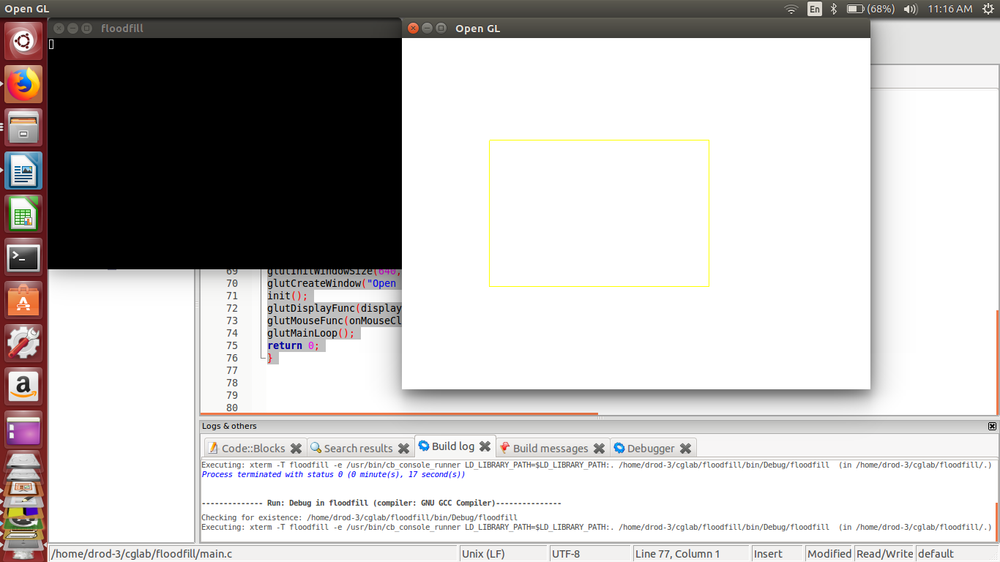 Open GL
En
(68%)
11:16 AM
floodfill
Open GL
69 glutInitWindowSize(640,
70 glutCreateWindow("Open
71 init();
72 glutDisplayFunc(display
73 glutMouseFunc(onMouseCl
74 glutMainLoop();
75 return 0;
76 }
77
78
79
80
Logs & others
Code::Blocks
Search results
Build log
Build messages
Debugger
Executing: xterm -T floodfill -e /usr/bin/cb_console_runner LD_LIBRARY_PATH=$LD_LIBRARY_PATH:. /home/drod-3/cglab/floodfill/bin/Debug/floodfill (in /home/drod-3/cglab/floodfill/.)
Process terminated with status 0 (0 minute(s), 17 second(s))
-------------- Run: Debug in floodfill (compiler: GNU GCC Compiler)---------------
Checking for existence: /home/drod-3/cglab/floodfill/bin/Debug/floodfill
Executing: xterm -T floodfill -e /usr/bin/cb_console_runner LD_LIBRARY_PATH=$LD_LIBRARY_PATH:. /home/drod-3/cglab/floodfill/bin/Debug/floodfill (in /home/drod-3/cglab/floodfill/.)
/home/drod-3/cglab/floodfill/main.c
Unix (LF)
UTF-8
Line 77, Column 1
Insert
Modified
Read/Write
default